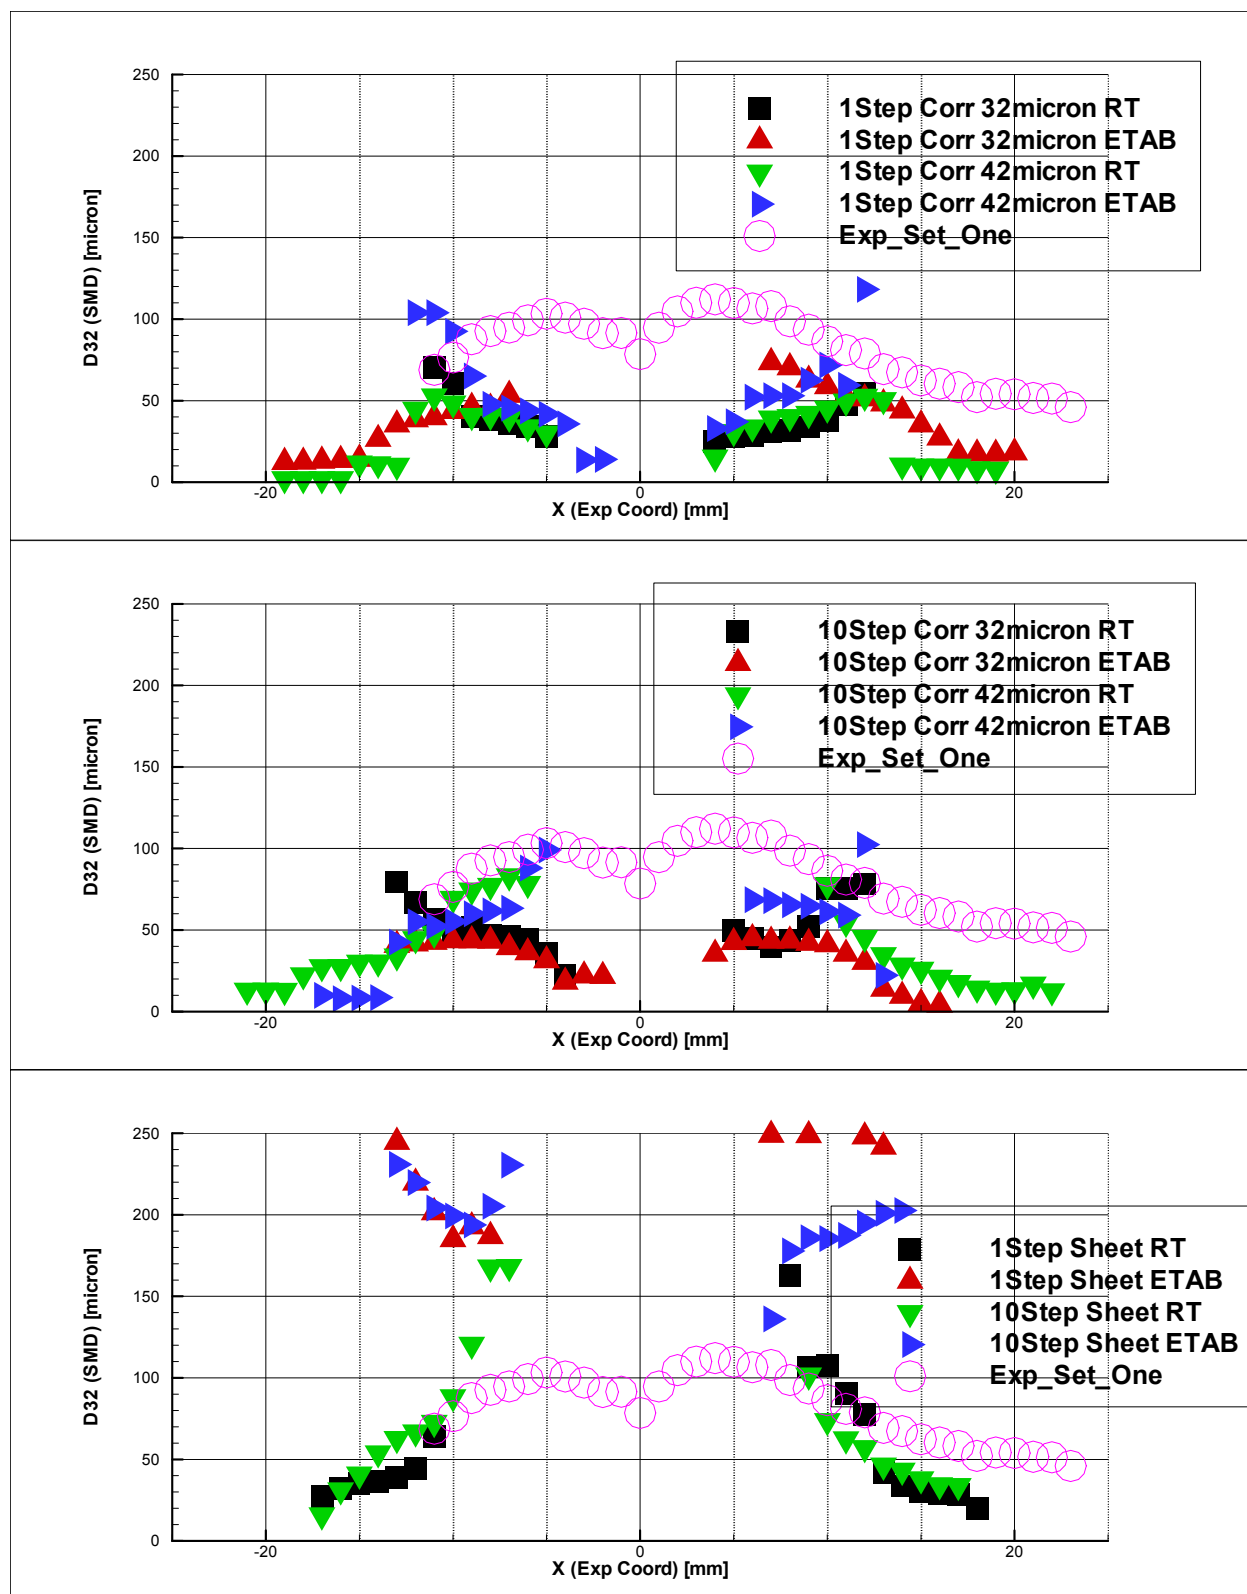 250
200
150
100
50
0
D32 (SMD) [micron]
-20
0
20
X (Exp Coord) [mm]
1Step Corr 32micron RT
1Step Corr 32micron ETAB
1Step Corr 42micron RT
1Step Corr 42micron ETAB
Exp_Set_One
250
200
150
100
50
0
D32 (SMD) [micron]
-20
0
20
X (Exp Coord) [mm]
10Step Corr 32micron RT
10Step Corr 32micron ETAB
10Step Corr 42micron RT
10Step Corr 42micron ETAB
Exp_Set_One
250
200
150
100
50
0
D32 (SMD) [micron]
-20
0
20
X (Exp Coord) [mm]
1Step Sheet RT
1Step Sheet ETAB
10Step Sheet RT
10Step Sheet ETAB
Exp_Set_One